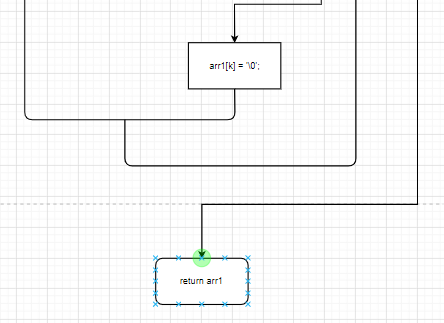 arr1[k] = '\0';
return arr1